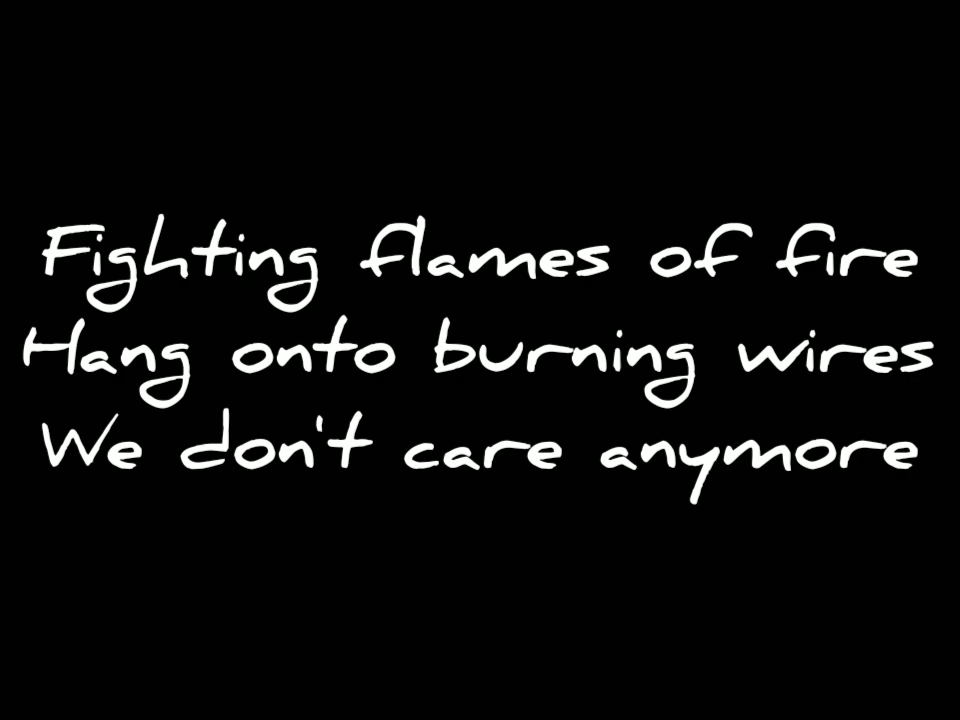 Fighting flames of fire
Hang onto burning wires
We don't care anymore